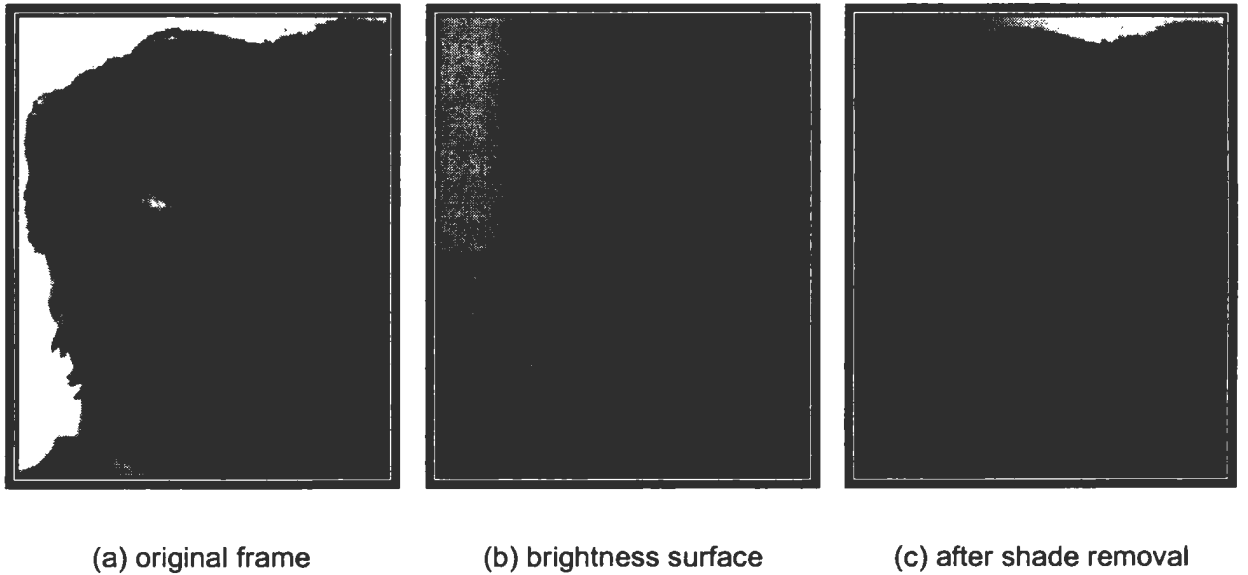 (a) original frame
(b) brightness surface
(c) after shade removal